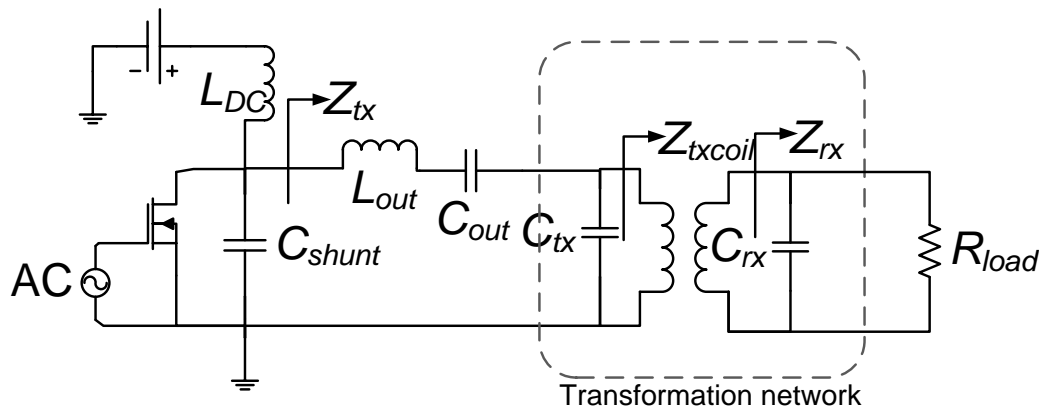 − +
L_DC
Z_tx
Z_txcoil
Z_rx
L_out
C_out
C_tx
C_rx
C_shunt
R_load
AC
Transformation network